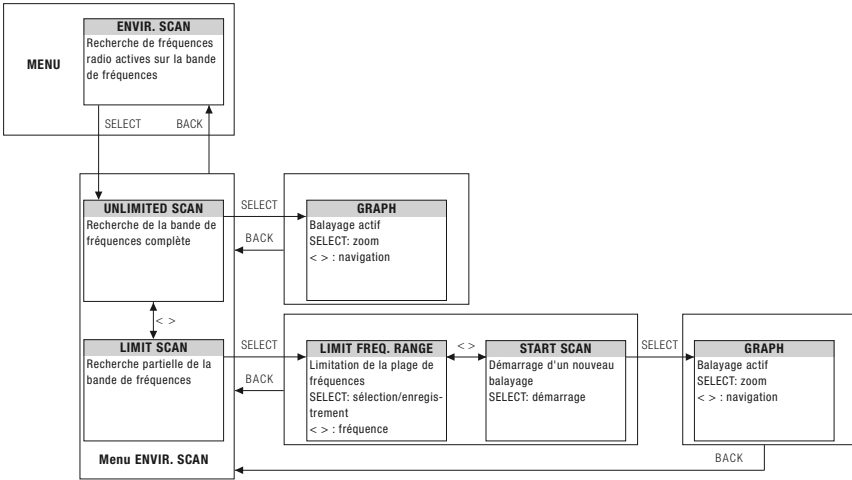 ENVIR. SCAN
Recherche de fréquences
radio actives sur la bande
de fréquences
MENU
SELECT
BACK
UNLIMITED SCAN
Recherche de la bande de
fréquences complète
SELECT
BACK
GRAPH
Balayage actif
SELECT: zoom
< > : navigation
< >
LIMIT SCAN
Recherche partielle de la
bande de fréquences
SELECT
BACK
LIMIT FREQ. RANGE
Limitation de la plage de
fréquences
SELECT: sélection/enregis-
trement
< > : fréquence
< >
START SCAN
Démarrage d'un nouveau
balayage
SELECT: démarrage
SELECT
GRAPH
Balayage actif
SELECT: zoom
< > : navigation
Menu ENVIR. SCAN
BACK